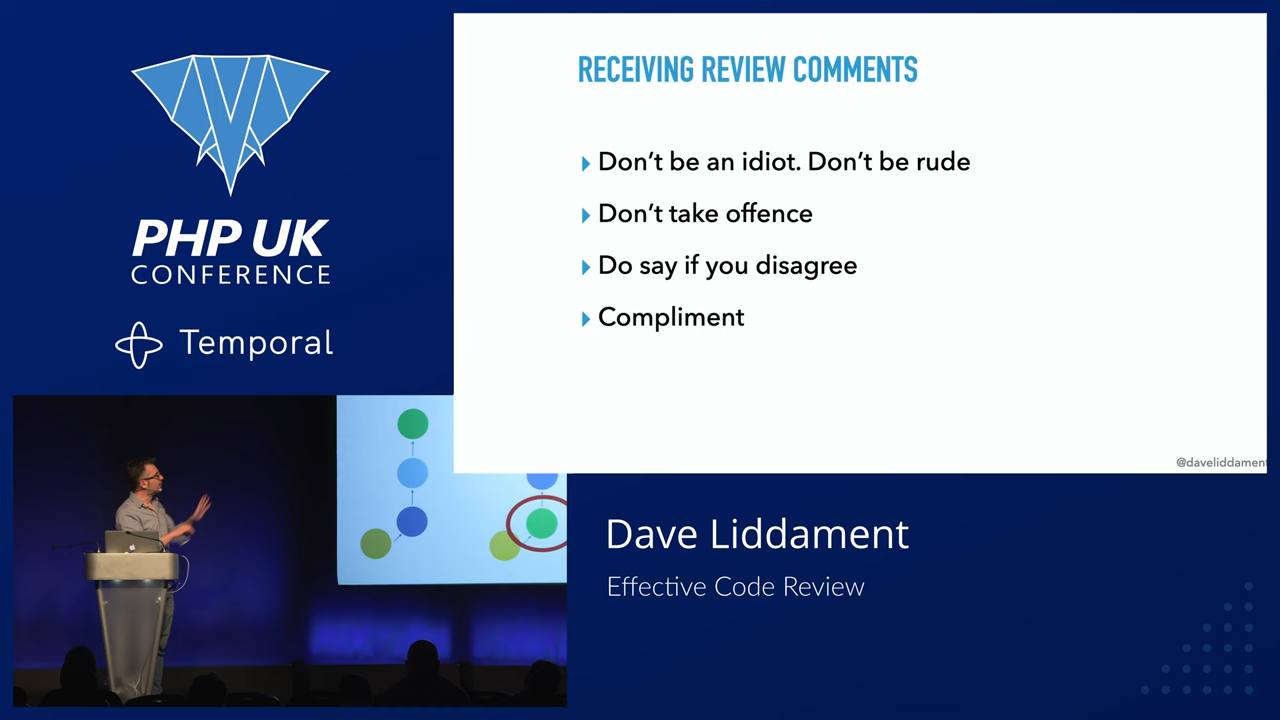 PHP UK
CONFERENCE
Temporal
RECEIVING REVIEW COMMENTS
Don’t be an idiot. Don’t be rude
Don’t take offence
Do say if you disagree
Compliment
@daveliddament
Dave Liddament
Effective Code Review